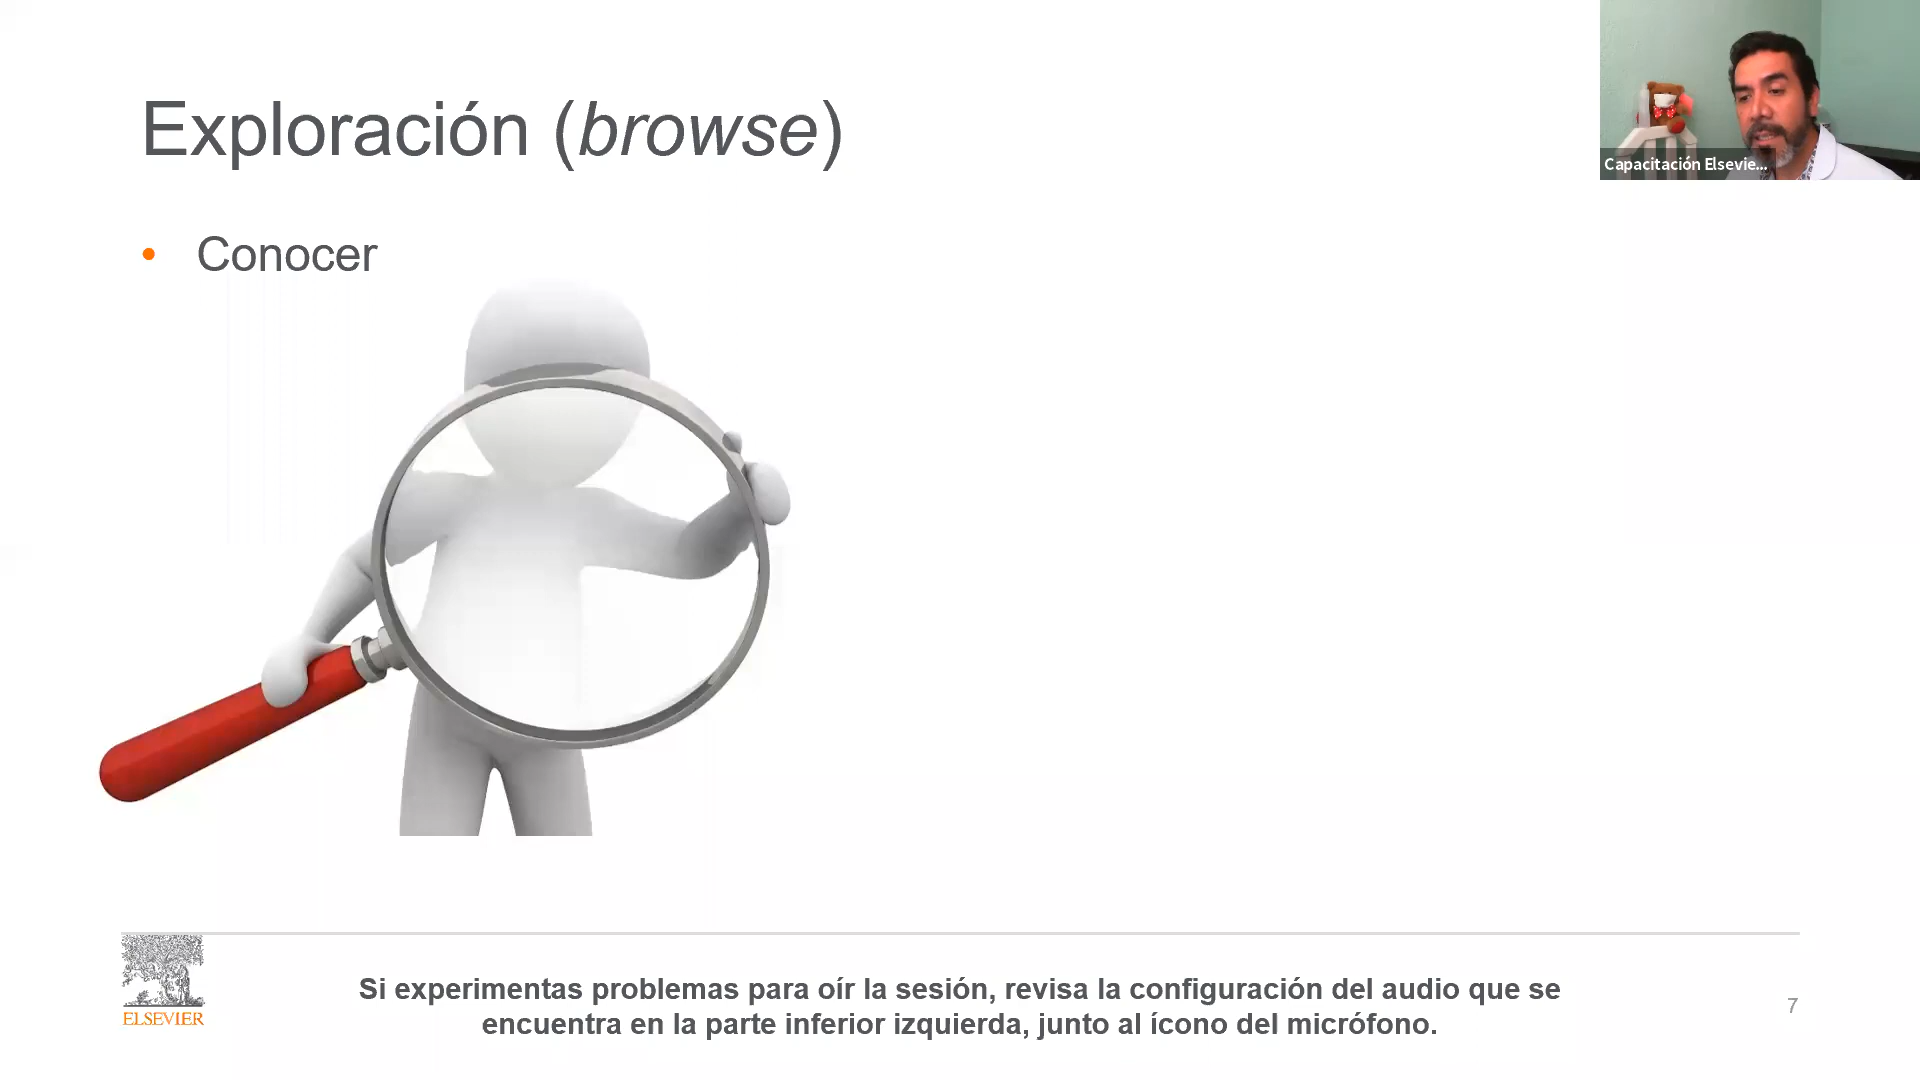 Exploración (browse)
Capacitación Elsevie...
• Conocer
ELSEVIER
Si experimentas problemas para oír la sesión, revisa la configuración del audio que se
encuentra en la parte inferior izquierda, junto al ícono del micrófono.
7